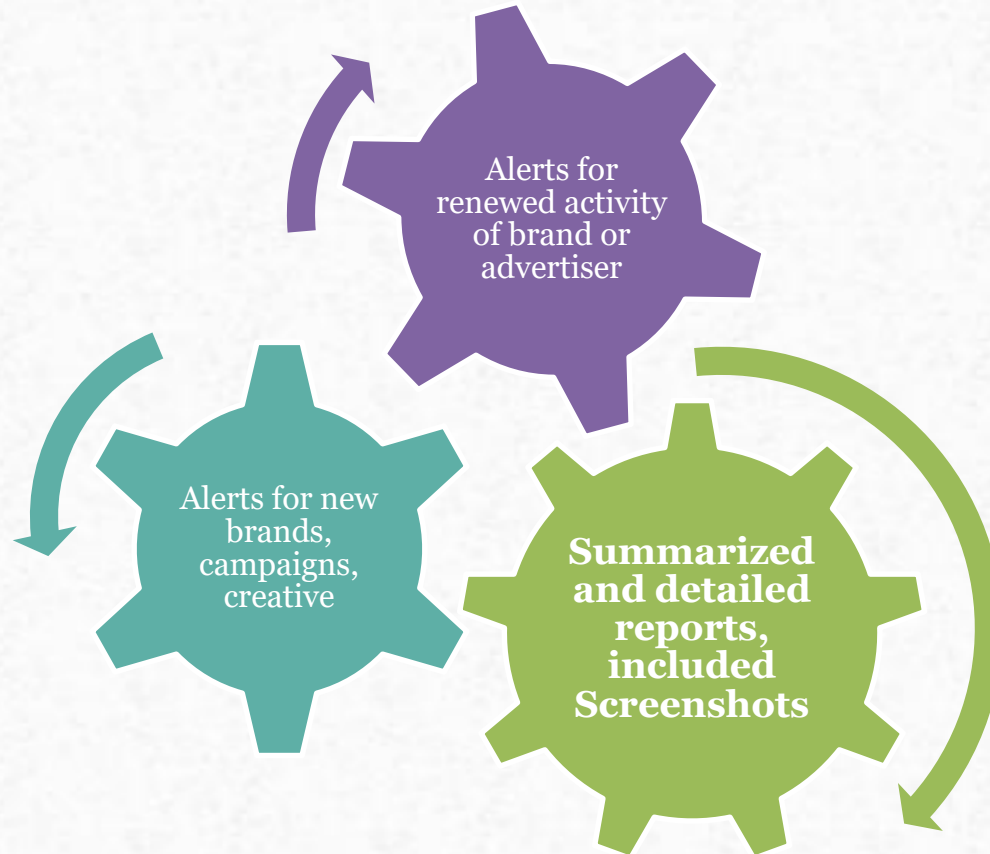 Alerts for
renewed activity
of brand or
advertiser
Alerts for new
brands,
campaigns,
creative
Summarized
and detailed
reports,
included
Screenshots